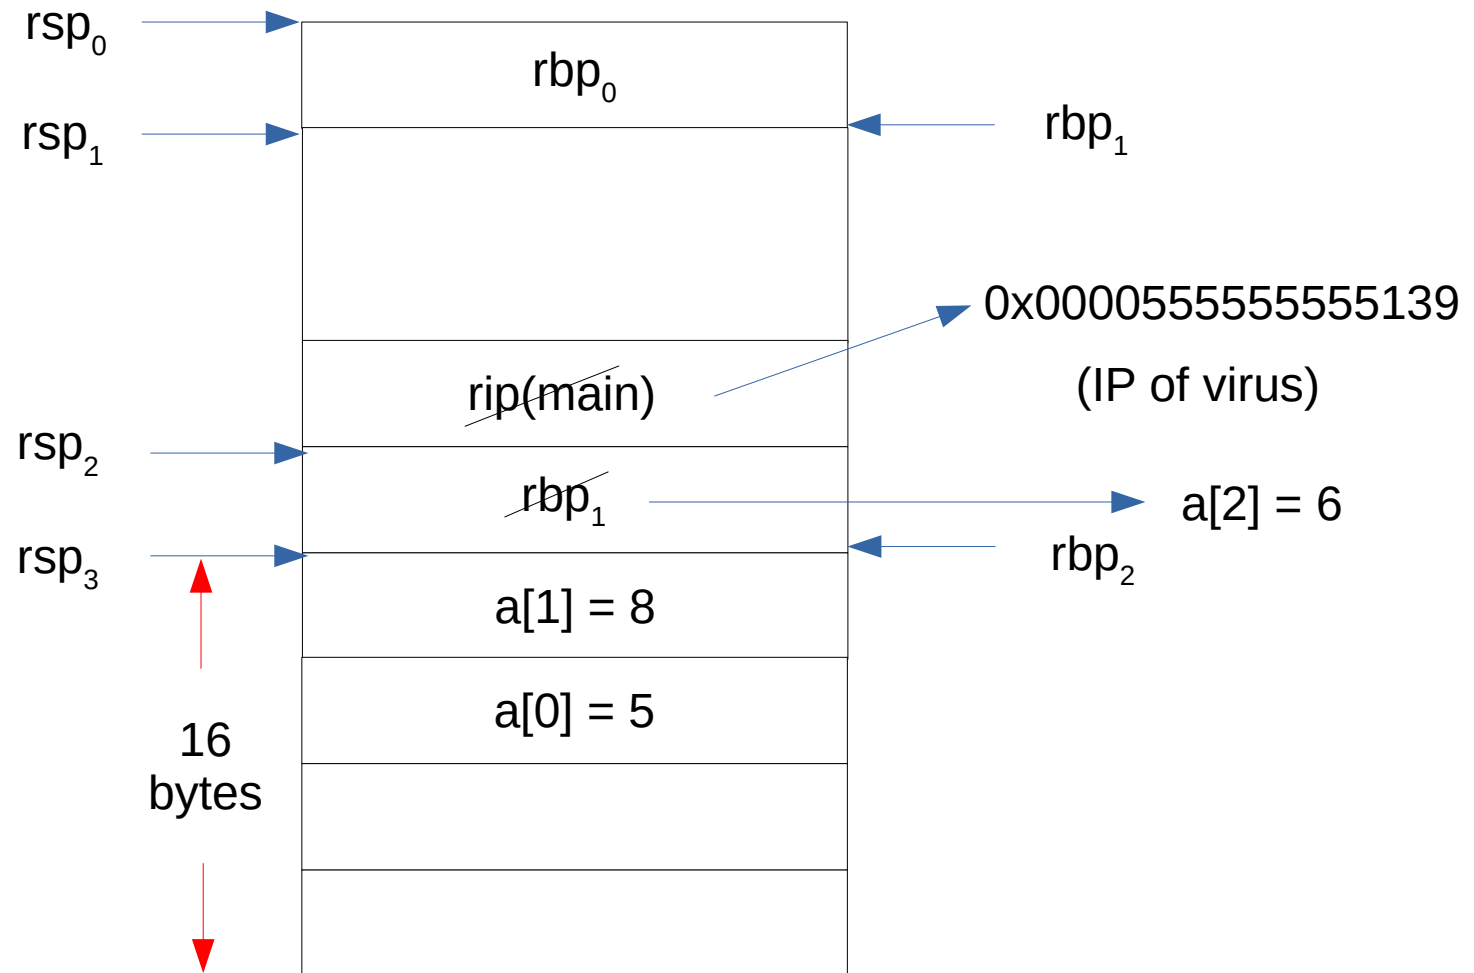 rsp0
rbp0
rsp1
rbp1
0x0000555555555139
rip(main)
(IP of virus)
rsp2
rbp1
a[2] = 6
rsp3
rbp2
a[1] = 8
a[0] = 5
16
bytes